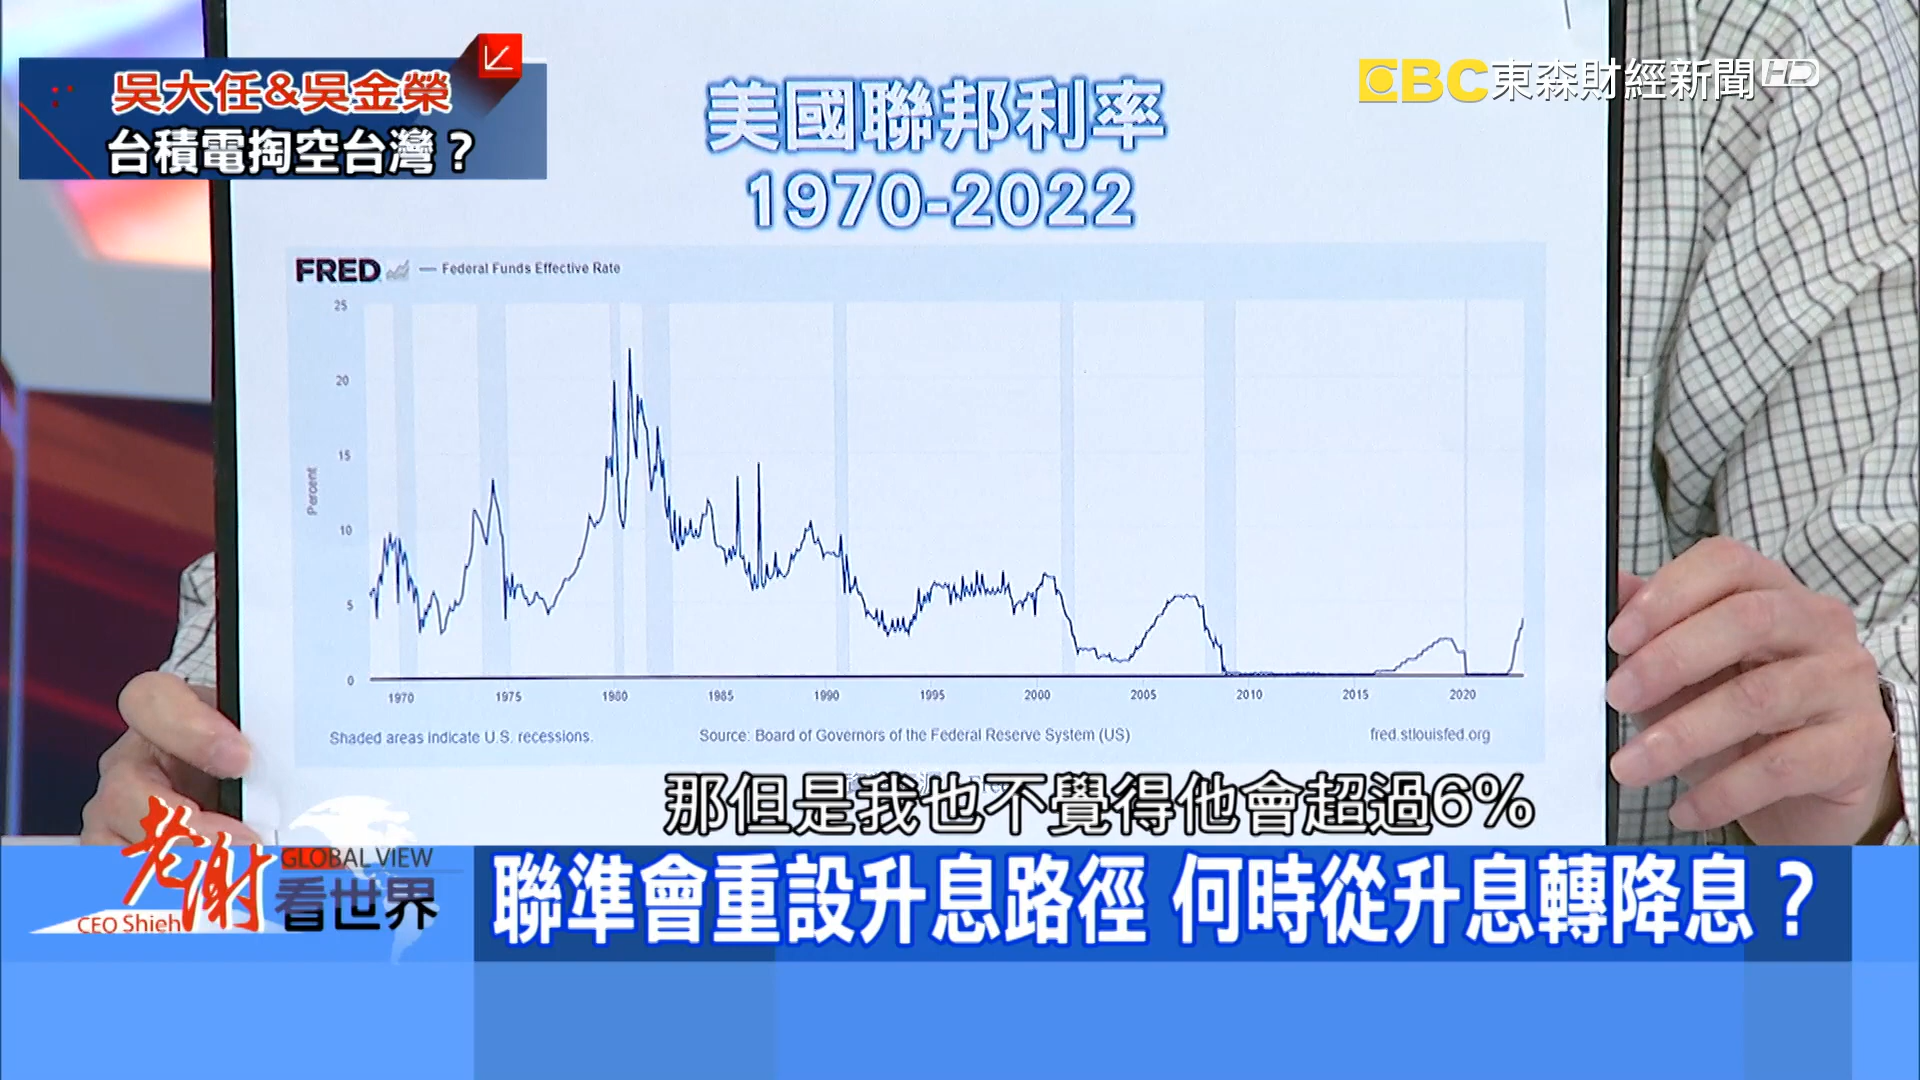 吳大任&吳金榮
台積電掏空台灣？
EBC東森財經新聞HD
美國聯邦利率
1970-2022
FRED — Federal Funds Effective Rate
25
20
15
10
5
0
Percent
1970 1975 1980 1985 1990 1995 2000 2005 2010 2015 2020
Shaded areas indicate U.S. recessions.
Source: Board of Governors of the Federal Reserve System (US)
fred.stlouisfed.org
那但是我也不覺得他會超過6%
老謝
GLOBAL VIEW
看世界
CEO Shieh
聯準會重設升息路徑 何時從升息轉降息？